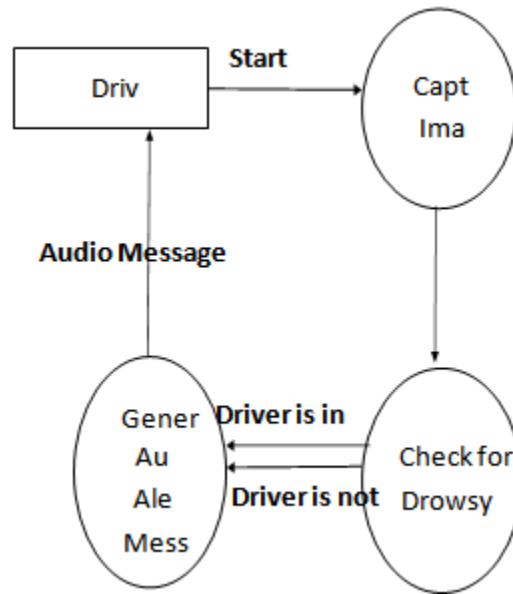 Start
Driv
Capt
Ima
Audio Message
Gener
Au
Ale
Mess
Driver is in
Driver is not
Check for
Drowsy